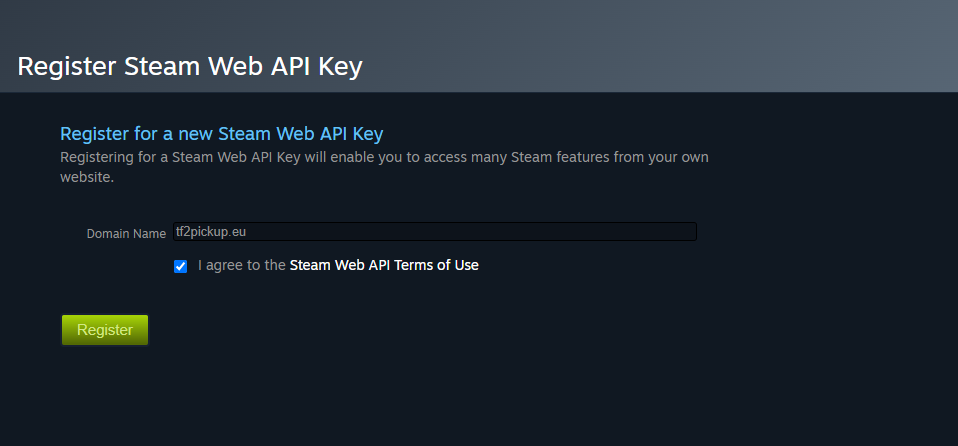 Register Steam Web API Key
Register for a new Steam Web API Key
Registering for a Steam Web API Key will enable you to access many Steam features from your own
website.
Domain Name tf2pickup.eu
I agree to the Steam Web API Terms of Use
Register